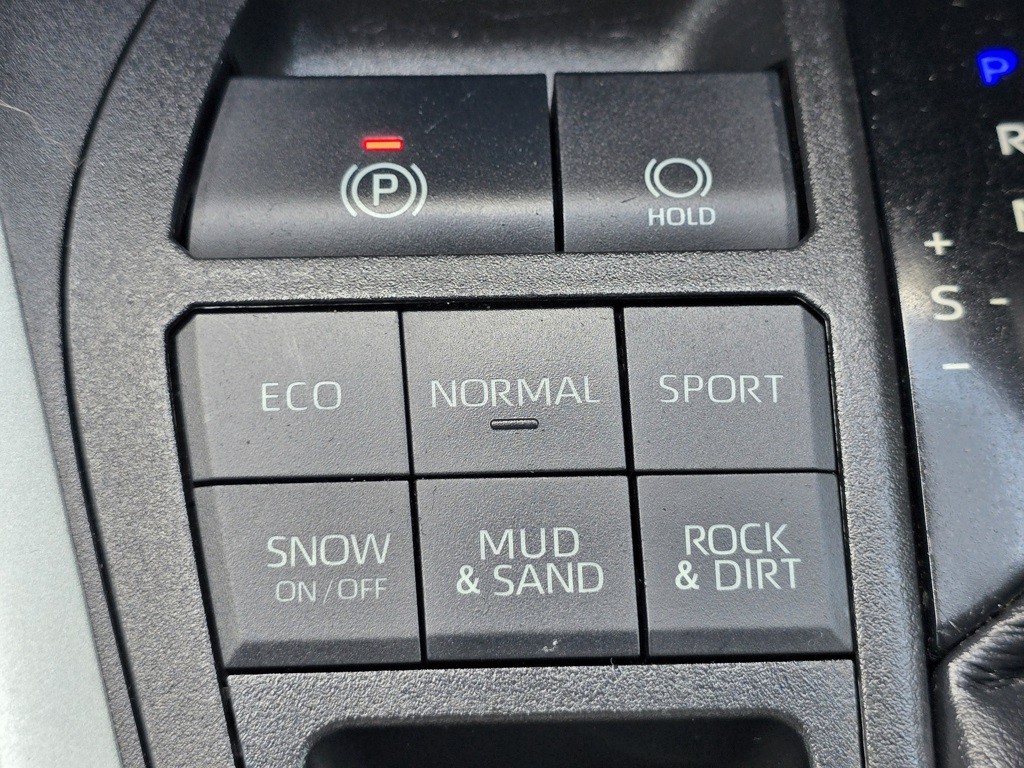 P
P
R
HOLD
+
S -
−
ECO
NORMAL
SPORT
SNOW
ON / OFF
MUD
& SAND
ROCK
& DIRT